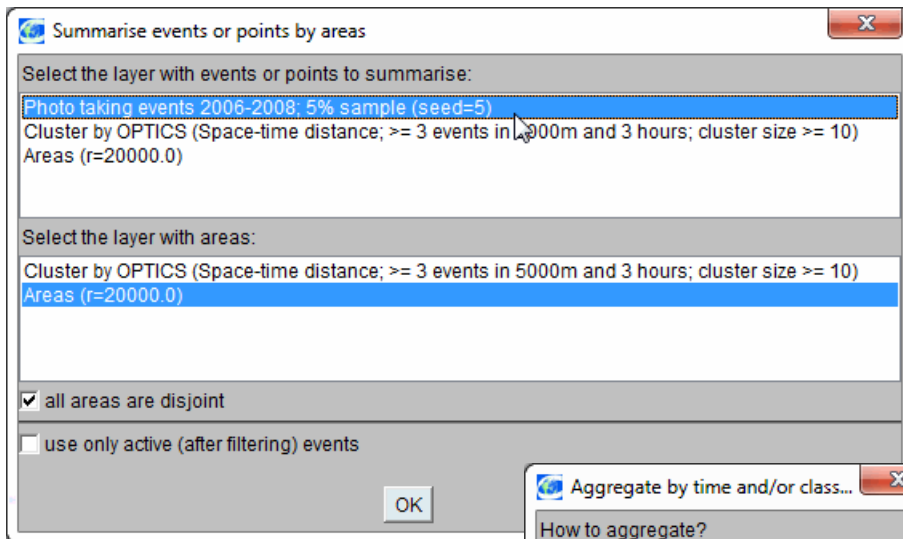 Summarise events or points by areas
Select the layer with events or points to summarise:
Photo taking events 2006-2008; 5% sample (seed=5)
Cluster by OPTICS (Space-time distance; >= 3 events in 000m and 3 hours; cluster size >= 10)
Areas (r=20000.0)
Select the layer with areas:
Cluster by OPTICS (Space-time distance; >= 3 events in 5000m and 3 hours; cluster size >= 10)
Areas (r=20000.0)
all areas are disjoint
use only active (after filtering) events
OK
Aggregate by time and/or class...
How to aggregate?